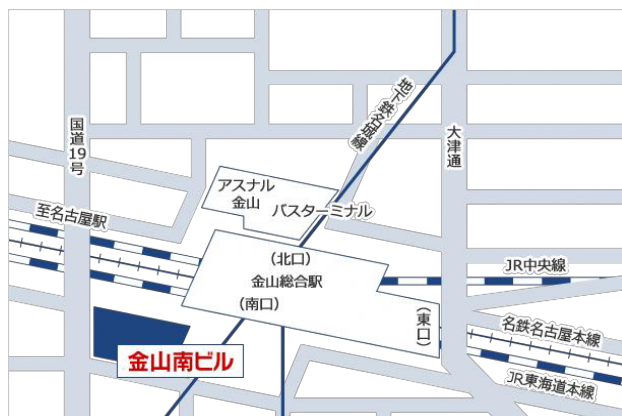 国道19号
地下鉄名城線
大津通
アスナル
金山
バスターミナル
至名古屋駅
(北口)
金山総合駅
(南口)
(東口)
JR中央線
名鉄名古屋本線
JR東海道本線
金山南ビル